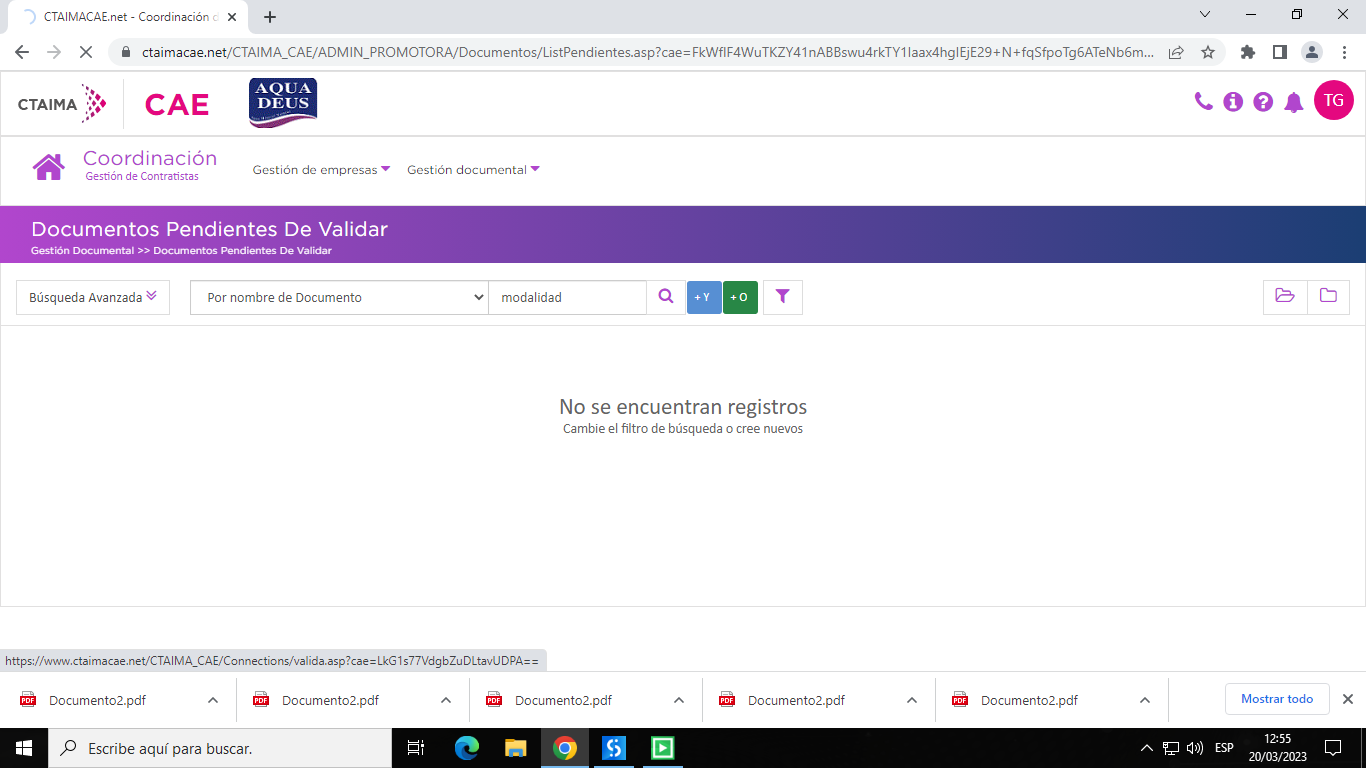 CTAIMACAE.net - Coordinación d
ctaimacae.net/CTAIMA_CAE/ADMIN_PROMOTORA/Documentos/ListPendientes.asp?cae=FkWfIF4WuTKZY41nABBswu4rkTY1Iaax4hgIEjE29+N+fqSfpoTg6ATeNb6m...
CTAIMA
CAE
AQUA
DEUS
TG
Coordinación
Gestión de Contratistas
Gestión de empresas
Gestión documental
Documentos Pendientes De Validar
Gestión Documental >> Documentos Pendientes De Validar
Búsqueda Avanzada
Por nombre de Documento
modalidad
+ Y
+ O
No se encuentran registros
Cambie el filtro de búsqueda o cree nuevos
https://www.ctaimacae.net/CTAIMA_CAE/Connections/valida.asp?cae=LkG1s77VdgbZuDLtavUDPA==
Documento2.pdf
Documento2.pdf
Documento2.pdf
Documento2.pdf
Documento2.pdf
Mostrar todo
Escribe aquí para buscar.
ESP
12:55
20/03/2023